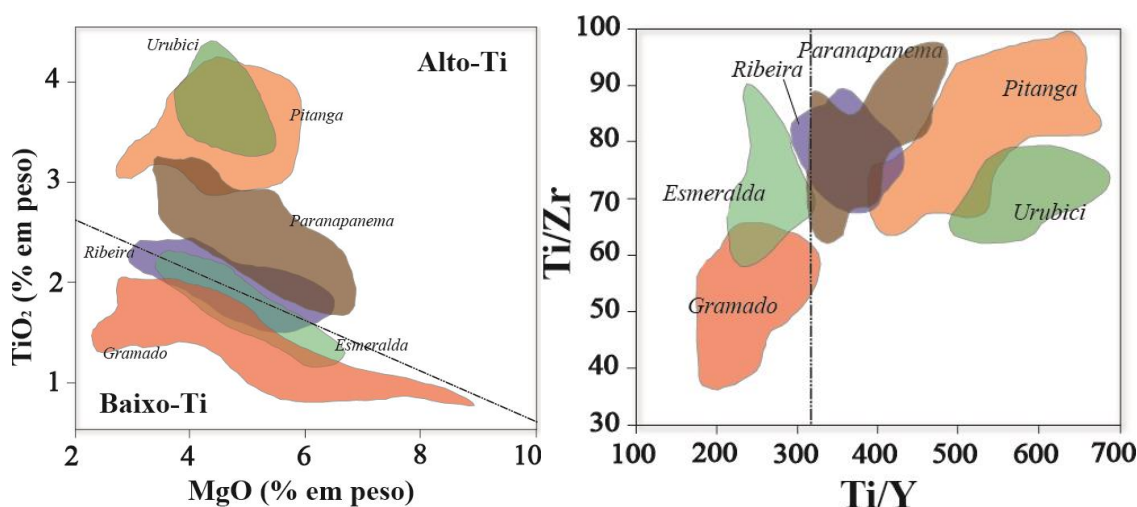 Urubici
Alto-Ti
Pitanga
Paranapanema
Ribeira
Esmeralda
Gramado
Baixo-Ti
4
3
2
1
TiO₂ (% em peso)
2
4
6
8
10
MgO (% em peso)
100
90
80
70
60
50
40
30
Ti/Zr
Paranapanema
Ribeira
Pitanga
Esmeralda
Urubici
Gramado
100
200
300
400
500
600
700
Ti/Y